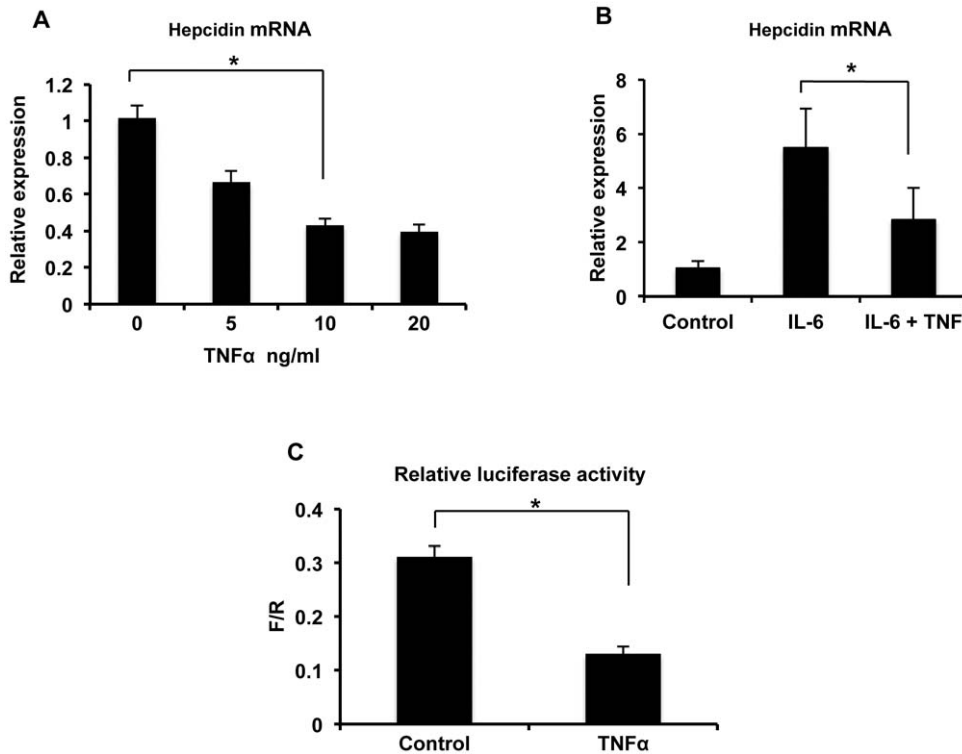 A
Hepcidin mRNA
*
1.2
1
0.8
0.6
0.4
0.2
0
Relative expression
0 5 10 20
TNFα ng/ml
B
Hepcidin mRNA
*
8
6
4
2
0
Relative expression
Control IL-6 IL-6 + TNF
C
Relative luciferase activity
*
0.4
0.3
0.2
0.1
0
F/R
Control TNFα